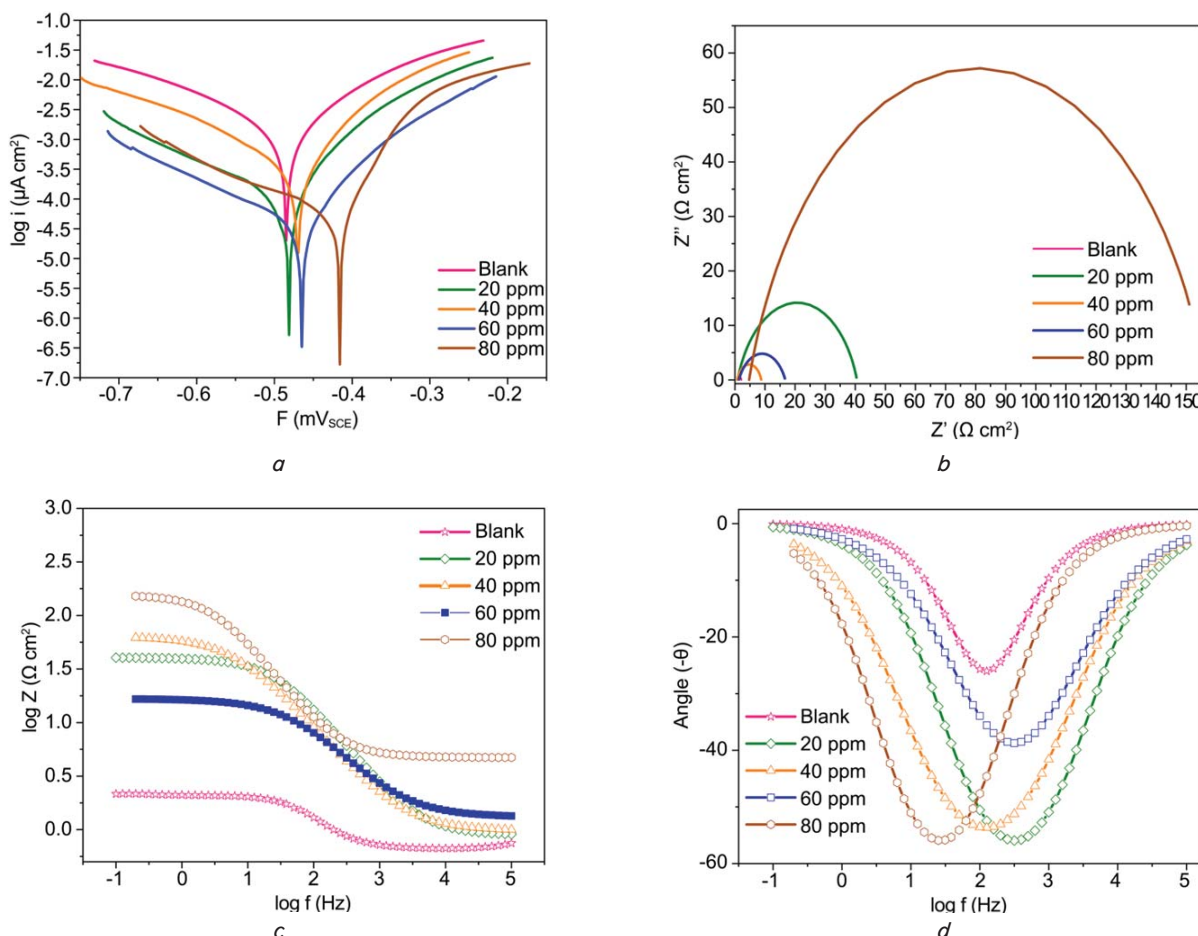 -1.0
-1.5
-2.0
-2.5
-3.0
-3.5
-4.0
-4.5
-5.0
-5.5
-6.0
-6.5
-7.0
log i (µA cm²)
Blank
20 ppm
40 ppm
60 ppm
80 ppm
-0.7 -0.6 -0.5 -0.4 -0.3 -0.2
F (mVSCE)
a
60
50
40
30
20
10
0
Z'' (Ω cm²)
Blank
20 ppm
40 ppm
60 ppm
80 ppm
0 10 20 30 40 50 60 70 80 90 100 110 120 130 140 150
Z' (Ω cm²)
b
3.0
2.5
2.0
1.5
1.0
0.5
0.0
log Z (Ω cm²)
Blank
20 ppm
40 ppm
60 ppm
80 ppm
-1 0 1 2 3 4 5
log f (Hz)
c
0
-20
-40
-60
Angle (-θ)
Blank
20 ppm
40 ppm
60 ppm
80 ppm
-1 0 1 2 3 4 5
log f (Hz)
d